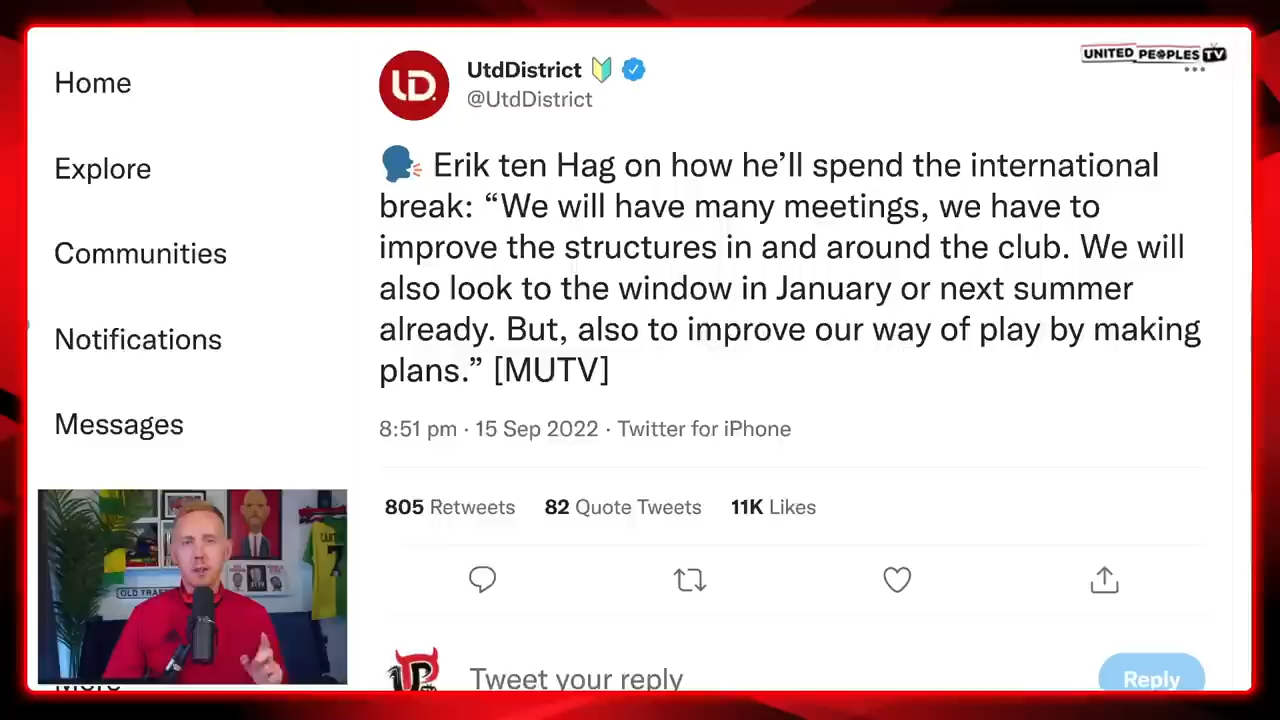 Home
Explore
Communities
Notifications
Messages
UNITED PEOPLES TV
UD.
UtdDistrict
@UtdDistrict
Erik ten Hag on how he’ll spend the international
break: “We will have many meetings, we have to
improve the structures in and around the club. We will
also look to the window in January or next summer
already. But, also to improve our way of play by making
plans.” [MUTV]
8:51 pm · 15 Sep 2022 · Twitter for iPhone
805 Retweets 82 Quote Tweets 11K Likes
Tweet your reply
Reply
More